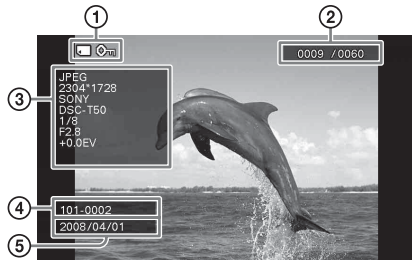 ① ②
0009 /0060
③
JPEG
2304*1728
SONY
DSC-T50
1/8
F2.8
+0.0EV
④ 101-0002
2008/04/01
⑤